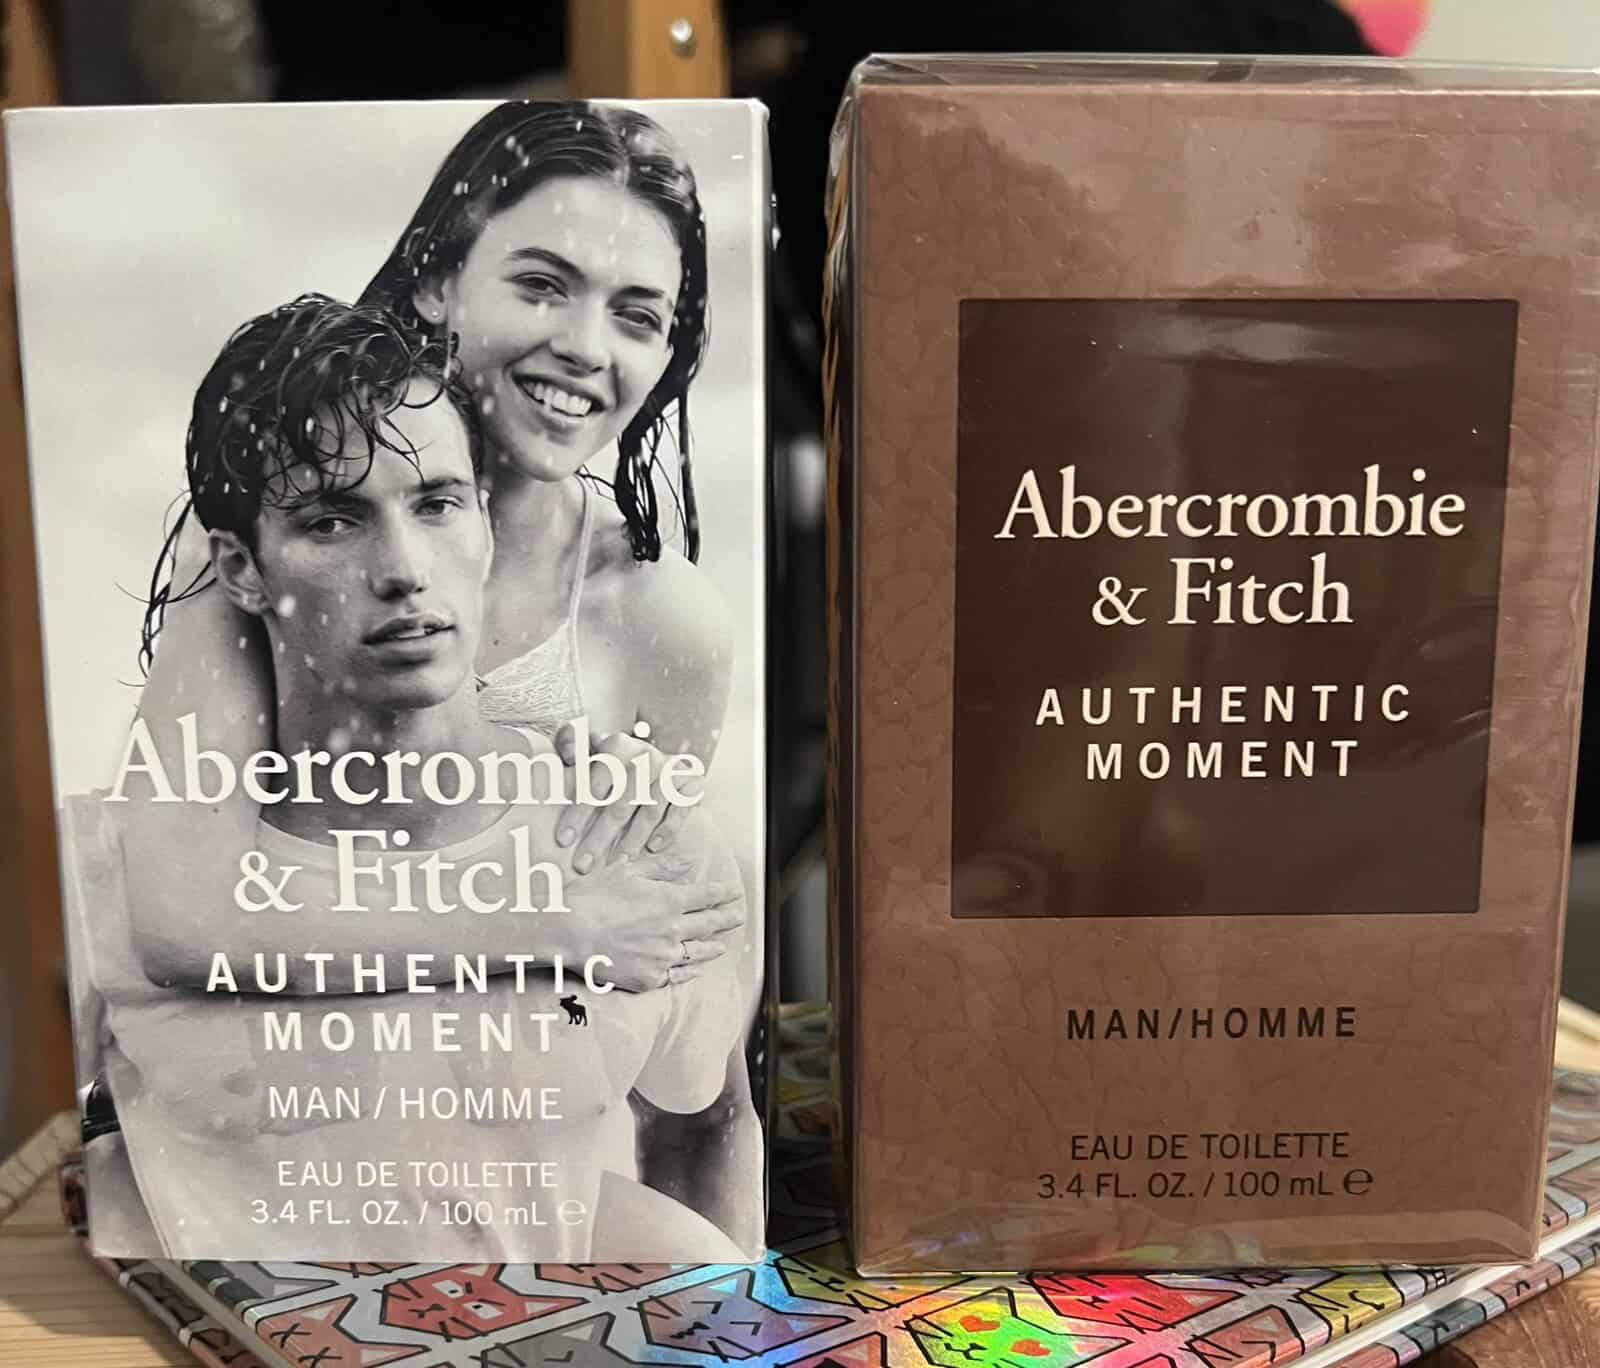 Abercrombie
& Fitch
AUTHENTIC
MOMENT
MAN / HOMME
EAU DE TOILETTE
3.4 FL. OZ. / 100 mL ℮
Abercrombie
& Fitch
AUTHENTIC
MOMENT
MAN/HOMME
EAU DE TOILETTE
3.4 FL. OZ. / 100 mL ℮